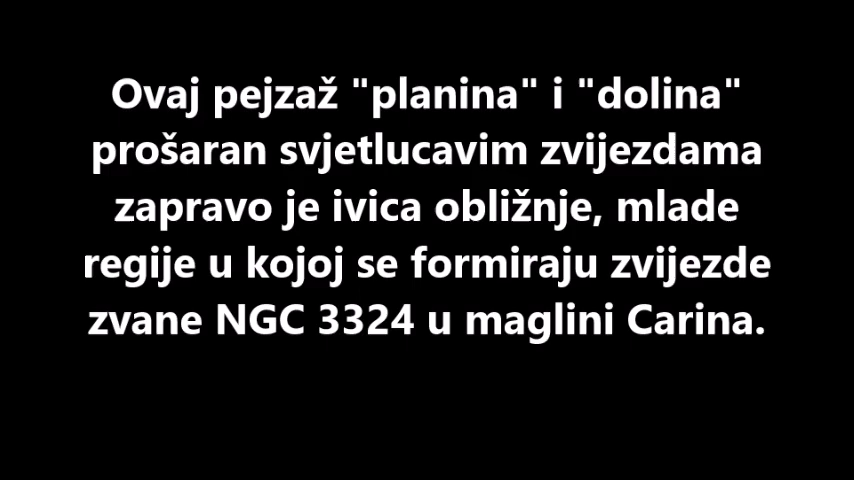 Ovaj pejzaž "planina" i "dolina"
prošaran svjetlucavim zvijezdama
zapravo je ivica obližnje, mlade
regije u kojoj se formiraju zvijezde
zvane NGC 3324 u maglini Carina.